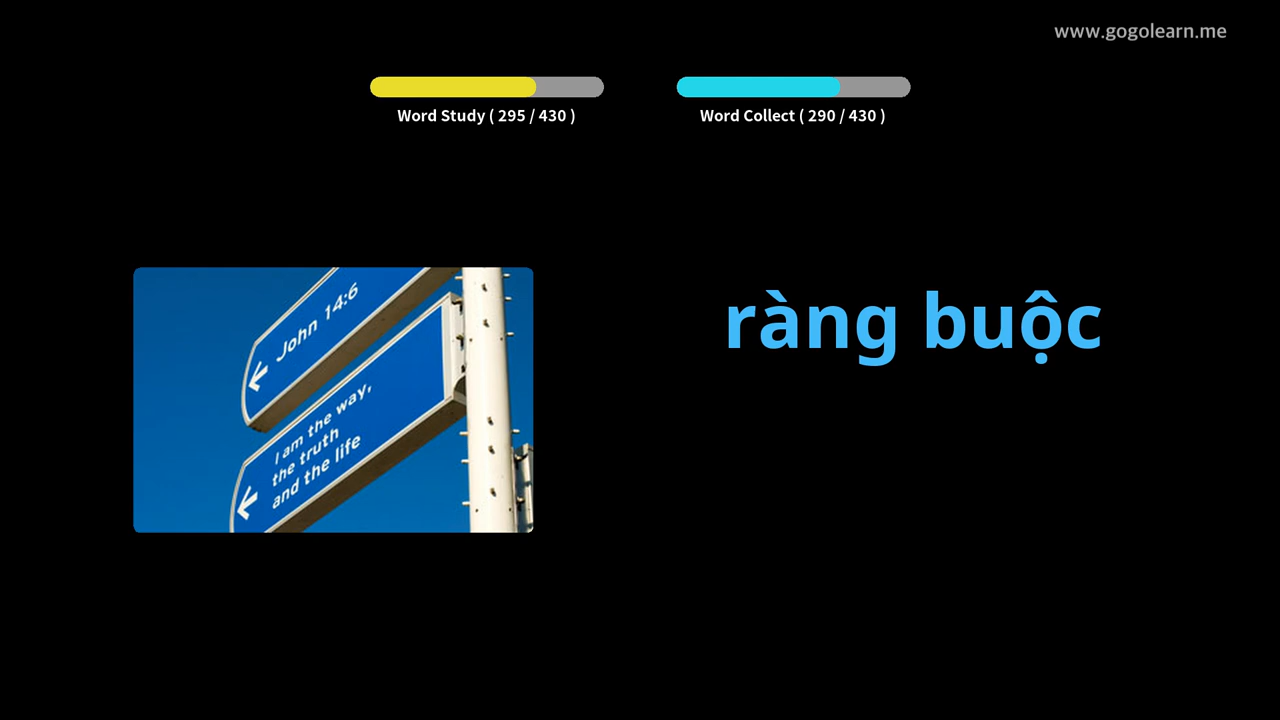 www.gogolearn.me
Word Study ( 295 / 430 )
Word Collect ( 290 / 430 )
John 14:6
I am the way,
the truth
and the life
ràng buộc